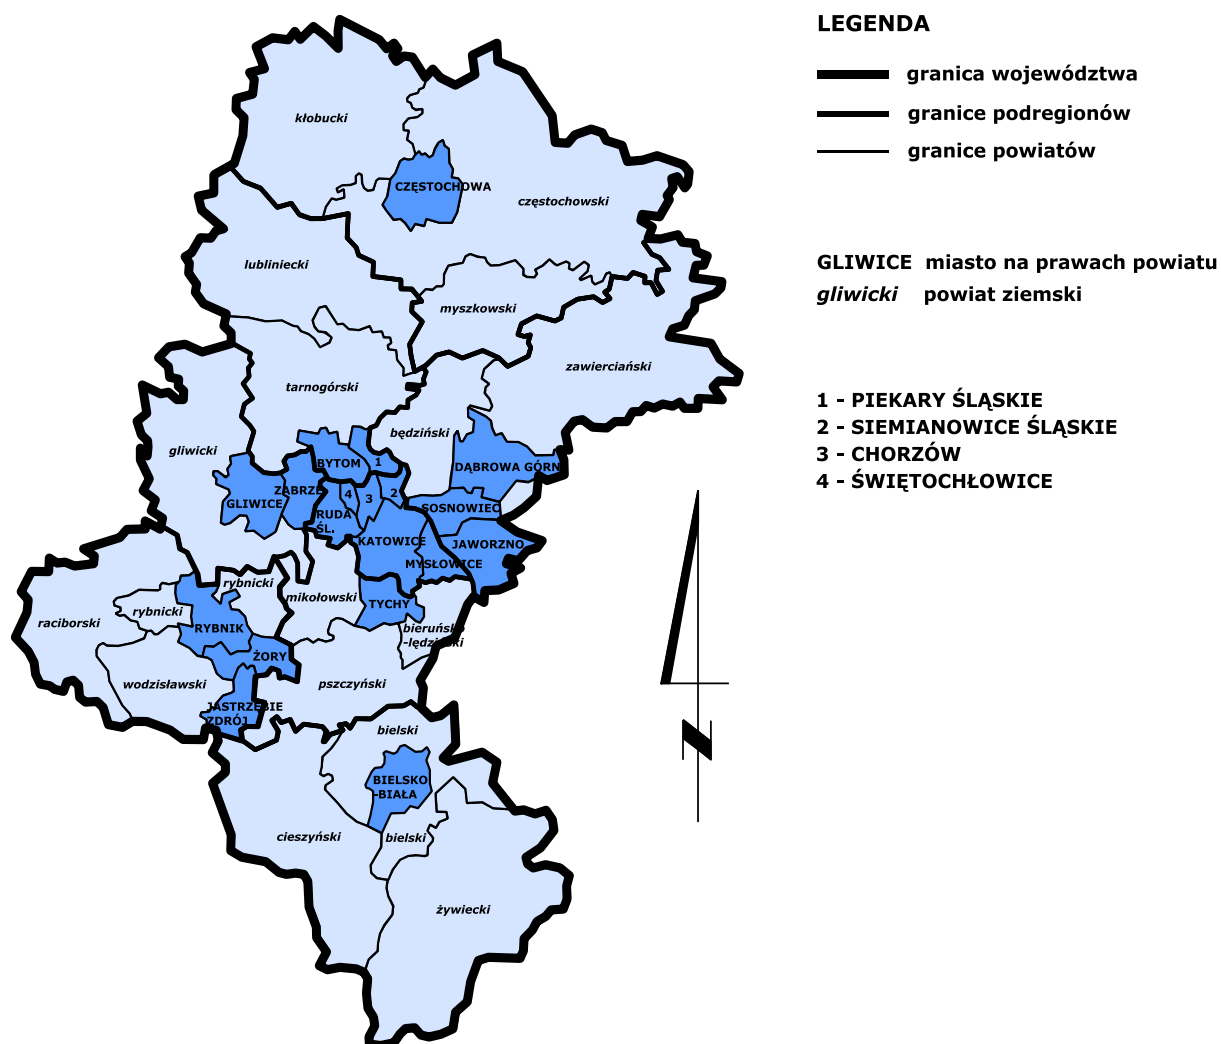 LEGENDA
granica województwa
granice podregionów
granice powiatów
GLIWICE miasto na prawach powiatu
gliwicki powiat ziemski
1 - PIEKARY ŚLĄSKIE
2 - SIEMIANOWICE ŚLĄSKIE
3 - CHORZÓW
4 - ŚWIĘTOCHŁOWICE
kłobucki
CZĘSTOCHOWA
częstochowski
lubliniecki
myszkowski
zawierciański
tarnogórski
będziński
gliwicki
BYTOM
1
DĄBROWA GÓRN
ZABRZE
GLIWICE
4
3
2
SOSNOWIEC
RUDA
ŚL.
KATOWICE
JAWORZNO
MYSŁOWICE
rybnicki
mikołowski
TYCHY
rybnicki
raciborski
RYBNIK
bieruńsko
-lędziński
ŻORY
wodzisławski
pszczyński
JASTRZĘBIE
ZDRÓJ
bielski
BIELSKO
-BIAŁA
cieszyński
bielski
żywiecki
N